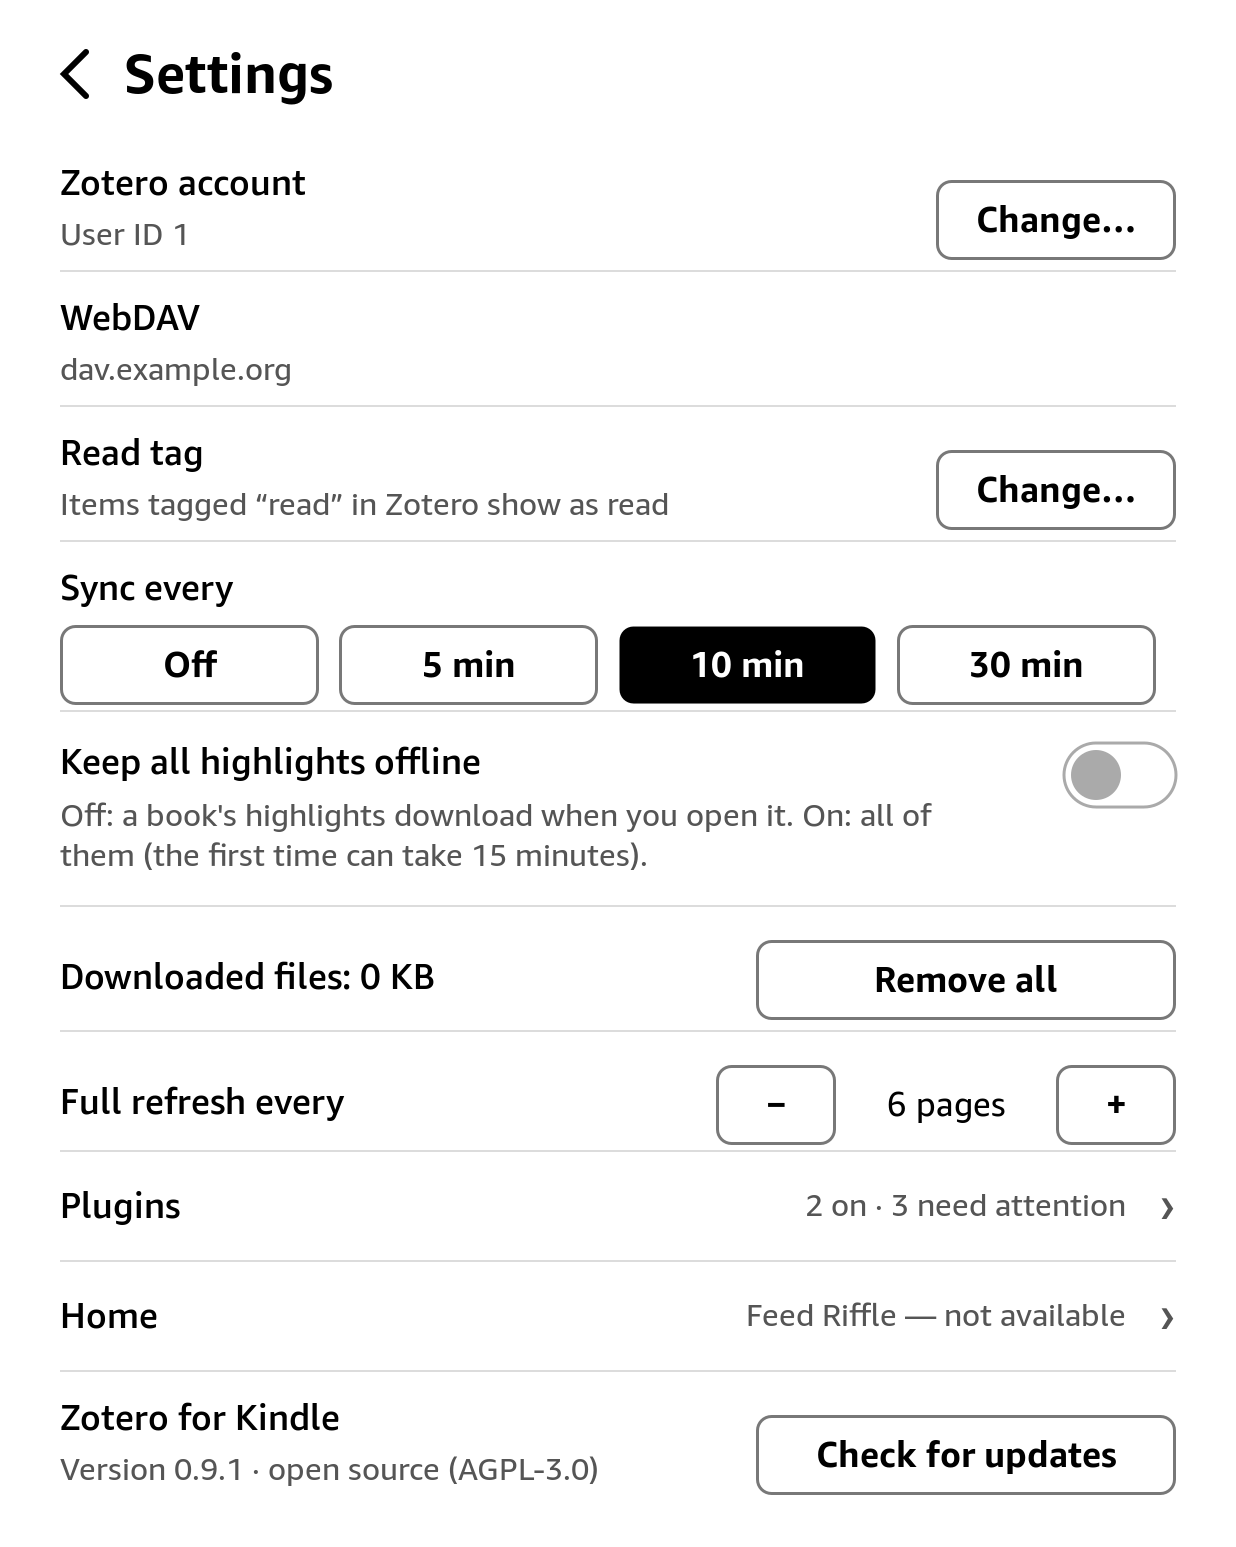 Settings
Zotero account
User ID 1
Change...
WebDAV
dav.example.org
Read tag
Items tagged “read” in Zotero show as read
Change...
Sync every
Off
5 min
10 min
30 min
Keep all highlights offline
Off: a book's highlights download when you open it. On: all of
them (the first time can take 15 minutes).
Downloaded files: 0 KB
Remove all
Full refresh every
– 6 pages +
Plugins
2 on · 3 need attention ›
Home
Feed Riffle — not available ›
Zotero for Kindle
Version 0.9.1 · open source (AGPL-3.0)
Check for updates